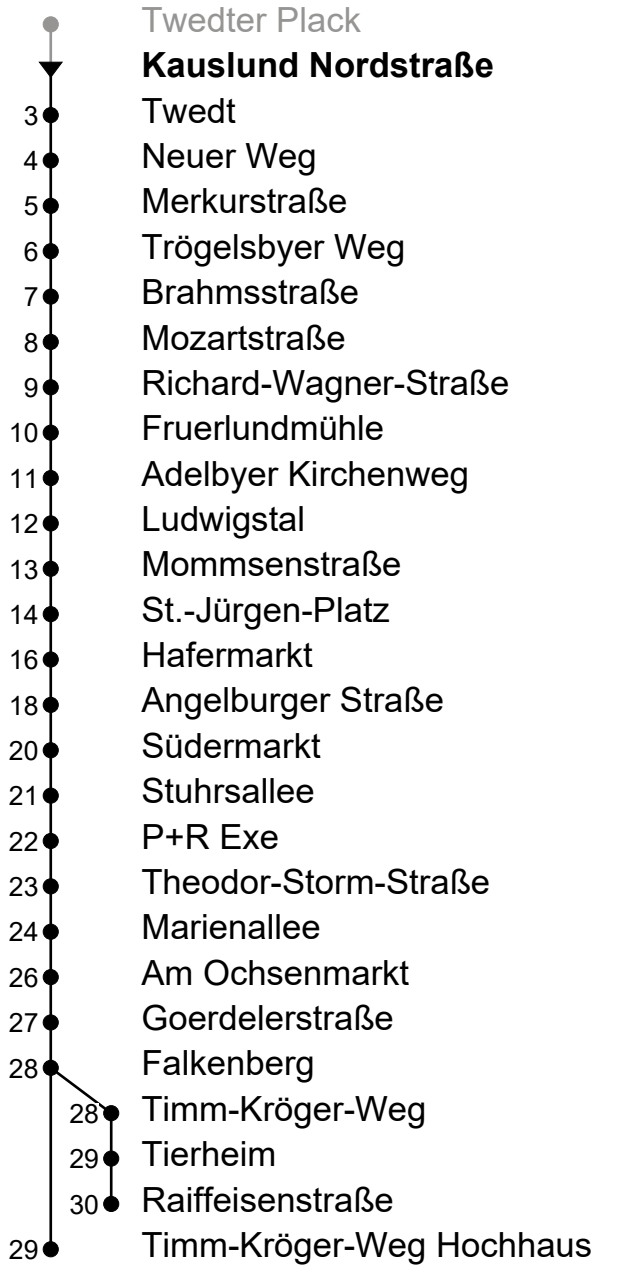 Twedter Plack
Kauslund Nordstraße
3 Twedt
4 Neuer Weg
5 Merkurstraße
6 Trögelsbyer Weg
7 Brahmsstraße
8 Mozartstraße
9 Richard-Wagner-Straße
10 Fruerlundmühle
11 Adelbyer Kirchenweg
12 Ludwigstal
13 Mommsenstraße
14 St.-Jürgen-Platz
16 Hafermarkt
18 Angelburger Straße
20 Südermarkt
21 Stuhrsallee
22 P+R Exe
23 Theodor-Storm-Straße
24 Marienallee
26 Am Ochsenmarkt
27 Goerdelerstraße
28 Falkenberg
28 Timm-Kröger-Weg
29 Tierheim
30 Raiffeisenstraße
29 Timm-Kröger-Weg Hochhaus